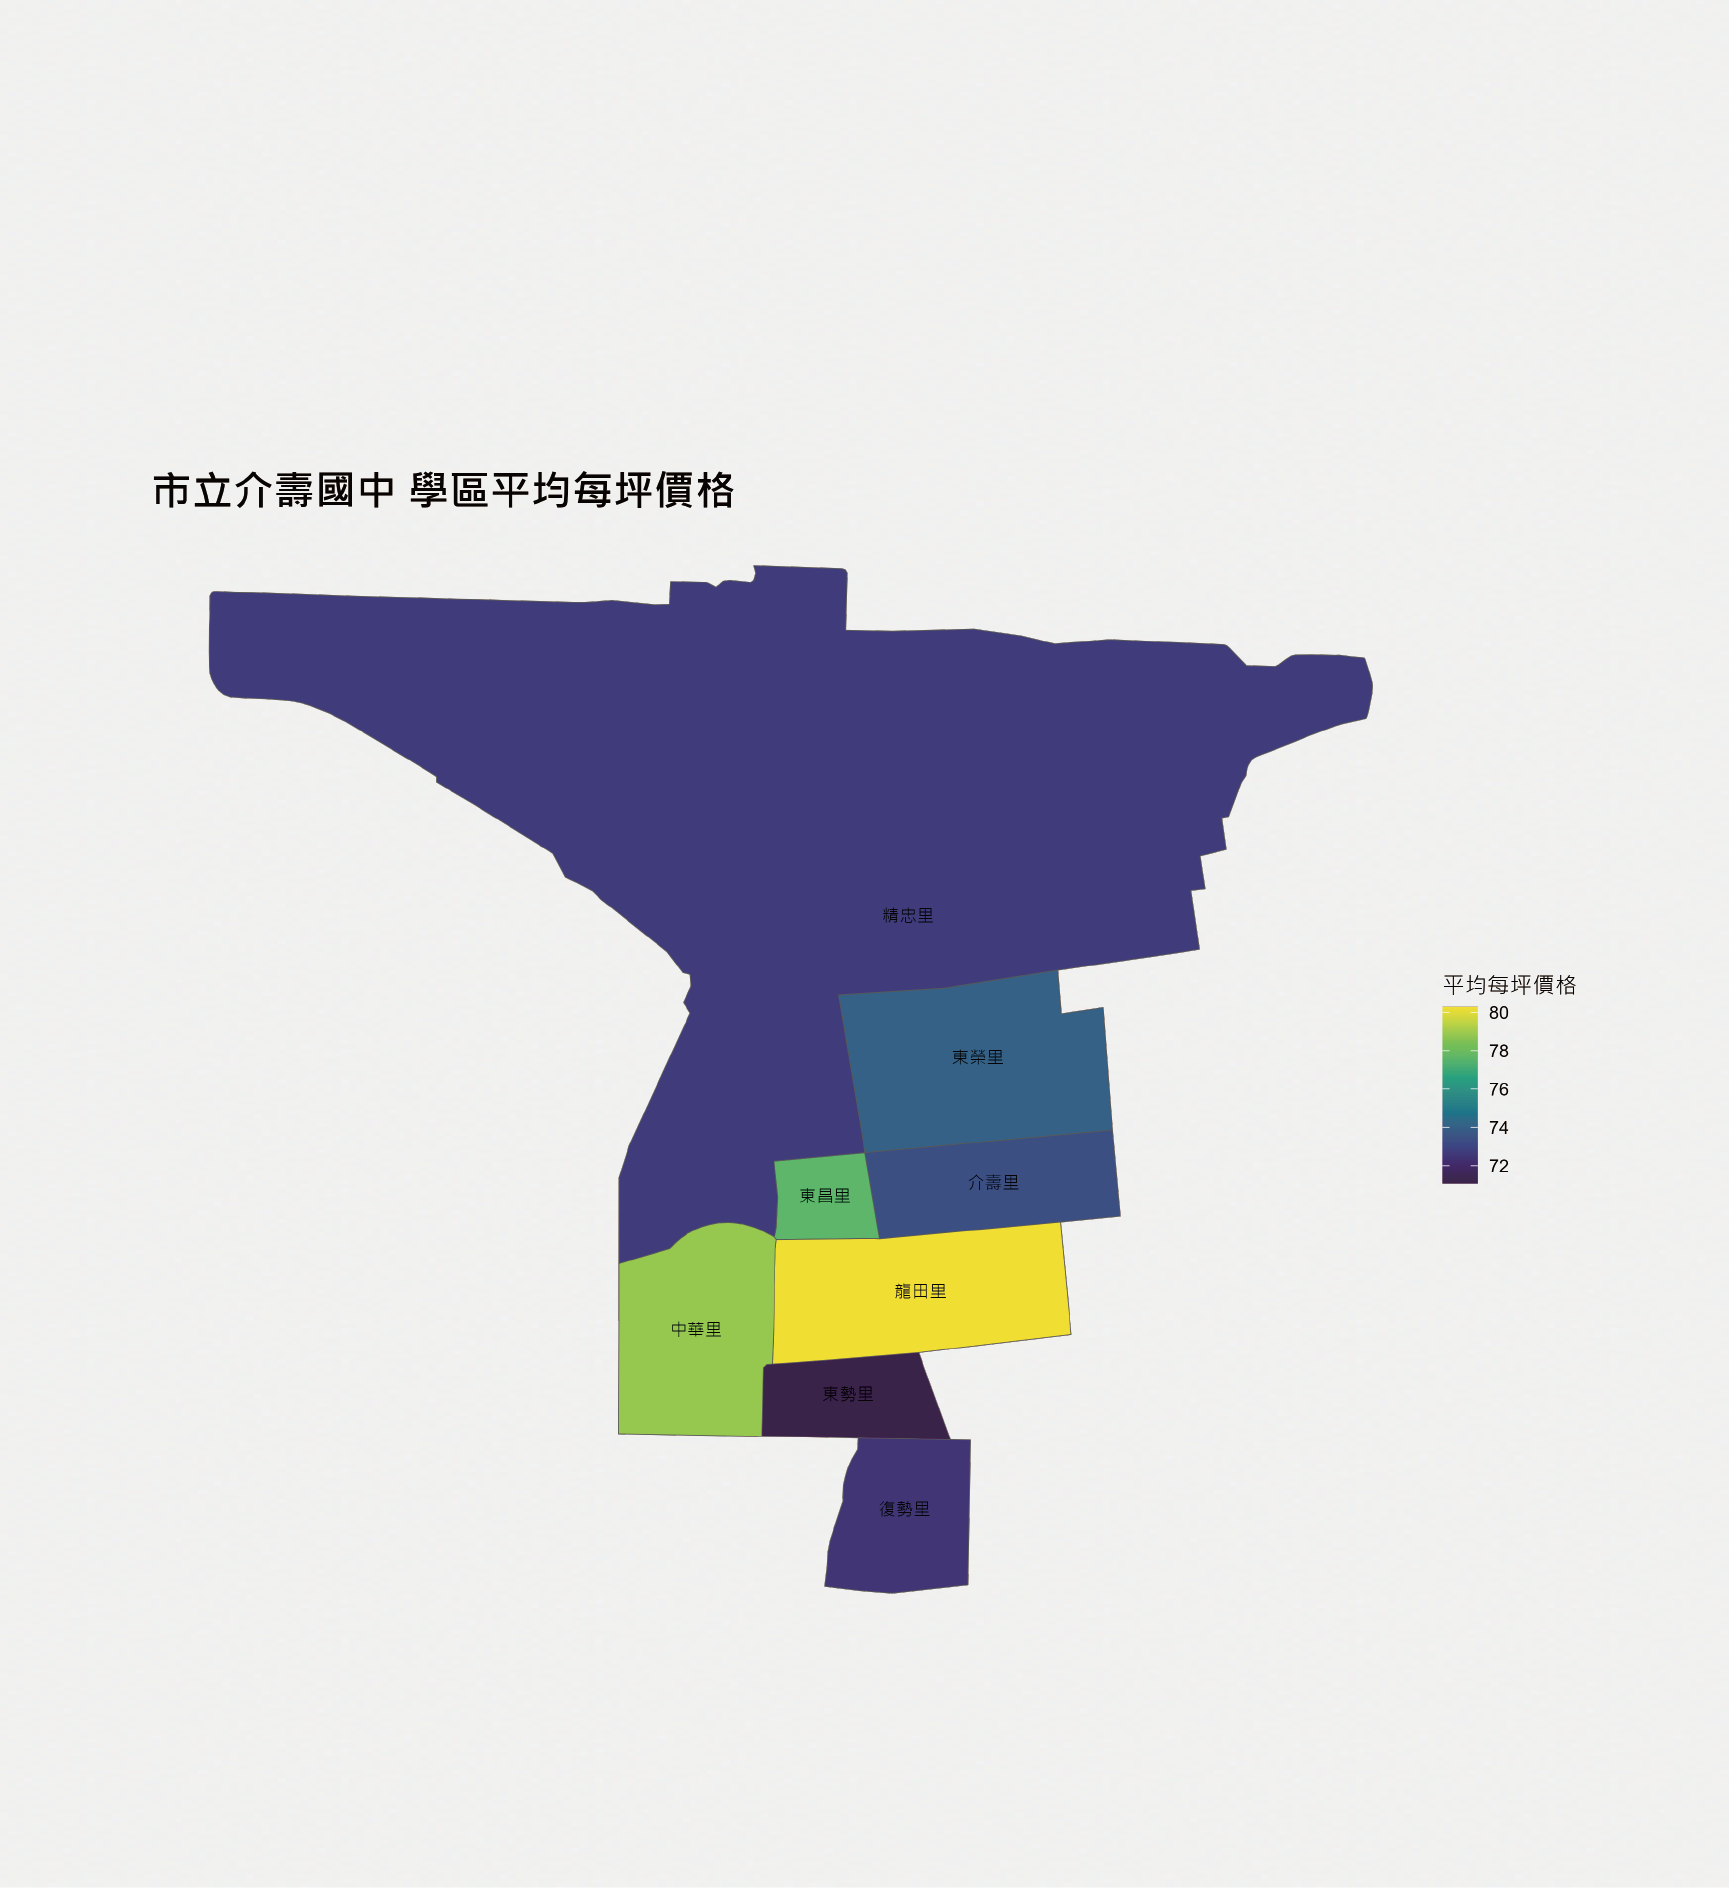 市立介壽國中 學區平均每坪價格
精忠里
平均每坪價格
80
78
76
74
72
東榮里
介壽里
東昌里
龍田里
中華里
東勢里
復勢里